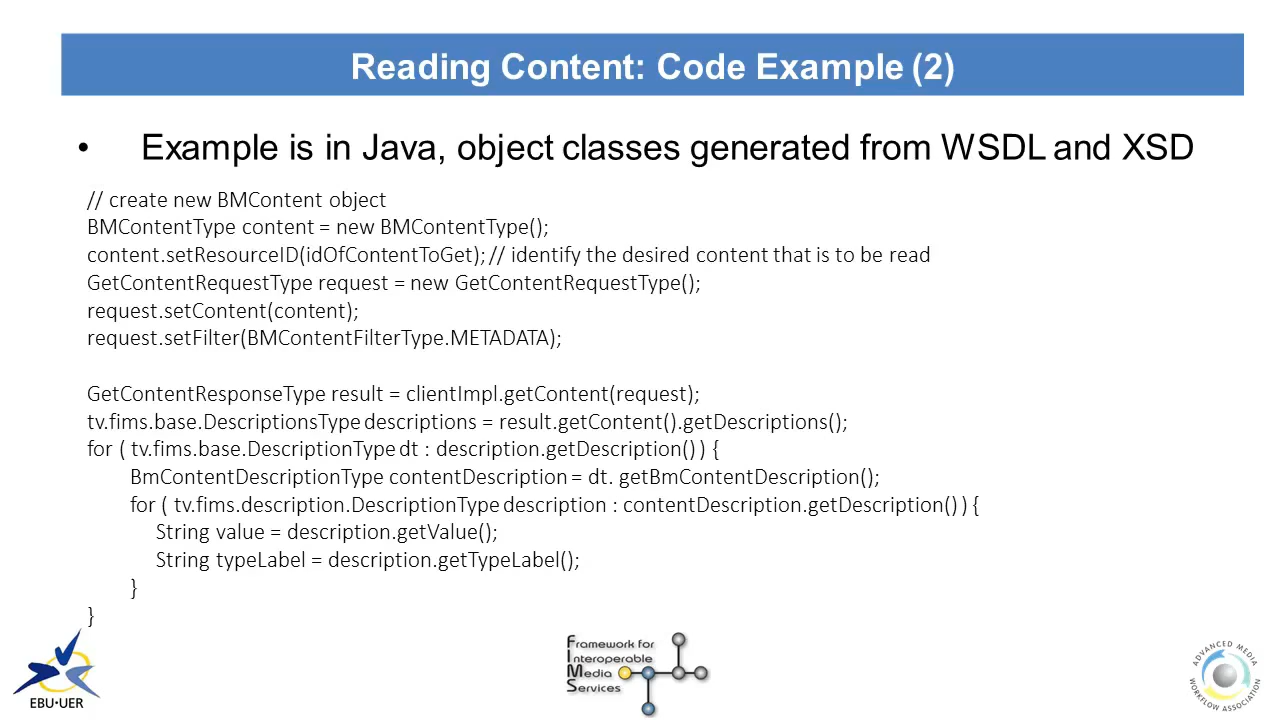 Reading Content: Code Example (2)
• Example is in Java, object classes generated from WSDL and XSD
// create new BMContent object
BMContentType content = new BMContentType();
content.setResourceID(idOfContentToGet); // identify the desired content that is to be read
GetContentRequestType request = new GetContentRequestType();
request.setContent(content);
request.setFilter(BMContentFilterType.METADATA);
GetContentResponseType result = clientImpl.getContent(request);
tv.fims.base.DescriptionsType descriptions = result.getContent().getDescriptions();
for ( tv.fims.base.DescriptionType dt : description.getDescription() ) {
BmContentDescriptionType contentDescription = dt. getBmContentDescription();
for ( tv.fims.description.DescriptionType description : contentDescription.getDescription() ) {
String value = description.getValue();
String typeLabel = description.getTypeLabel();
}
}
EBU•UER
Framework for
Interoperable
Media
Services
ADVANCED MEDIA
WORKFLOW ASSOCIATION